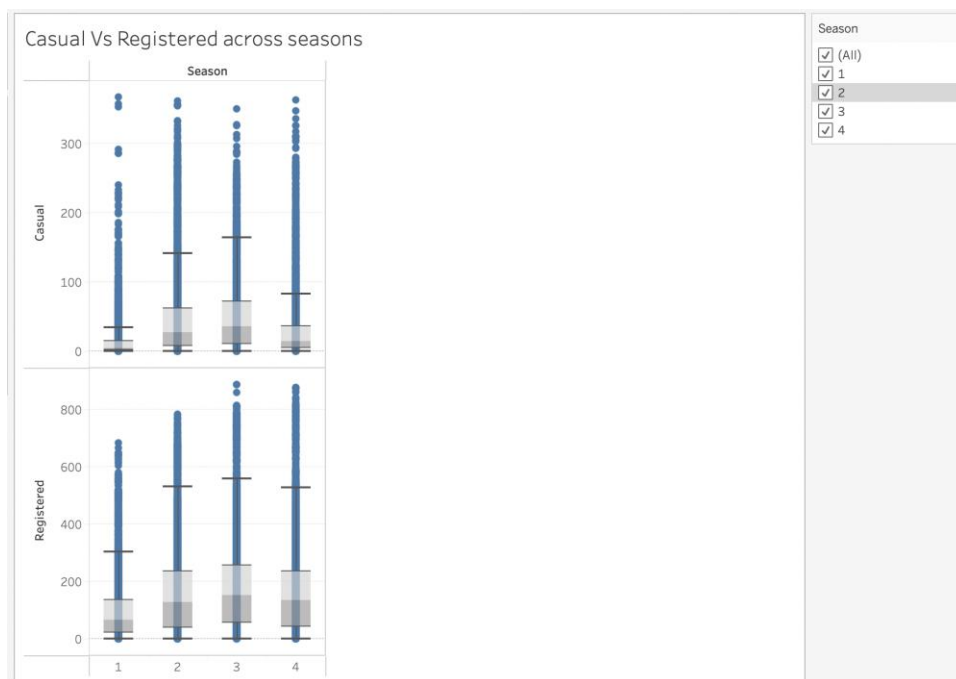 Casual Vs Registered across seasons
Season
Casual
300
200
100
0
Registered
800
600
400
200
0
1 2 3 4
Season
(All)
1
2
3
4